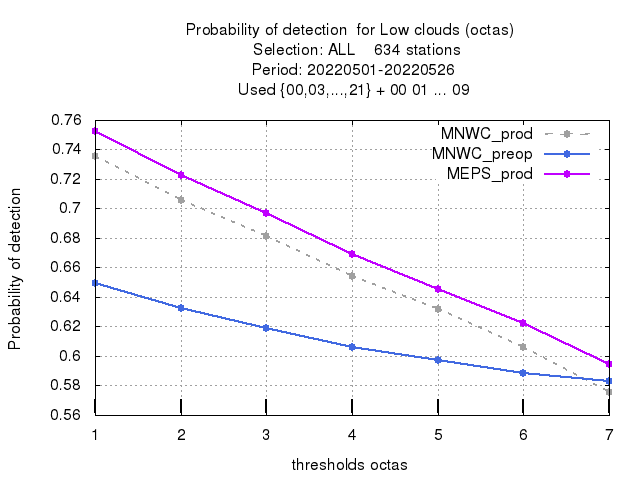 Probability of detection  for Low clouds (octas)
Selection: ALL    634 stations
Period: 20220501-20220526
Used {00,03,...,21} + 00 01 ... 09
MNWC_prod
MNWC_preop
MEPS_prod
Probability of detection
0.76
0.74
0.72
0.7
0.68
0.66
0.64
0.62
0.6
0.58
0.56
1 2 3 4 5 6 7
thresholds octas